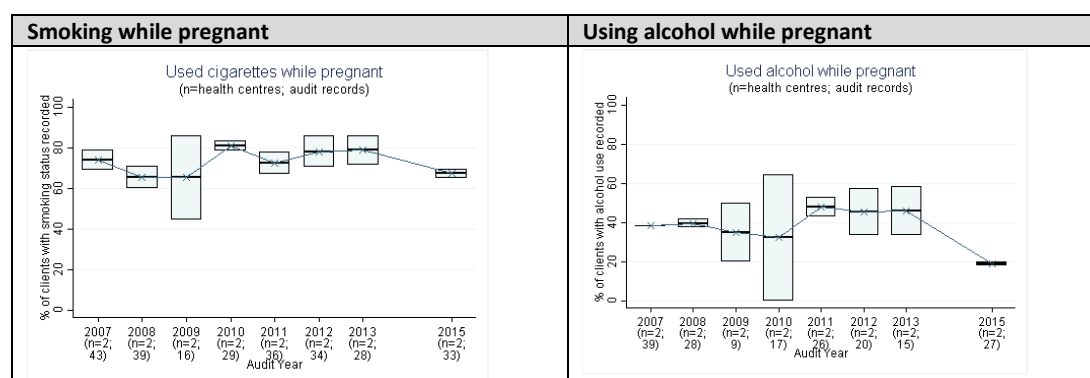 Smoking while pregnant
Used cigarettes while pregnant
(n=health centres; audit records)
% of clients with smoking status recorded
100
80
60
40
20
0
2007 2008 2009 2010 2011 2012 2013 2015
(n=2; (n=2; (n=2; (n=2; (n=2; (n=2; (n=2; (n=2;
43) 39) 16) 29) 36) 34) 28) 33)
Audit Year
Using alcohol while pregnant
Used alcohol while pregnant
(n=health centres; audit records)
% of clients with alcohol use recorded
100
80
60
40
20
0
2007 2008 2009 2010 2011 2012 2013 2015
(n=2; (n=2; (n=2; (n=2; (n=2; (n=2; (n=2; (n=2;
39) 28) 9) 17) 26) 20) 15) 27)
Audit Year